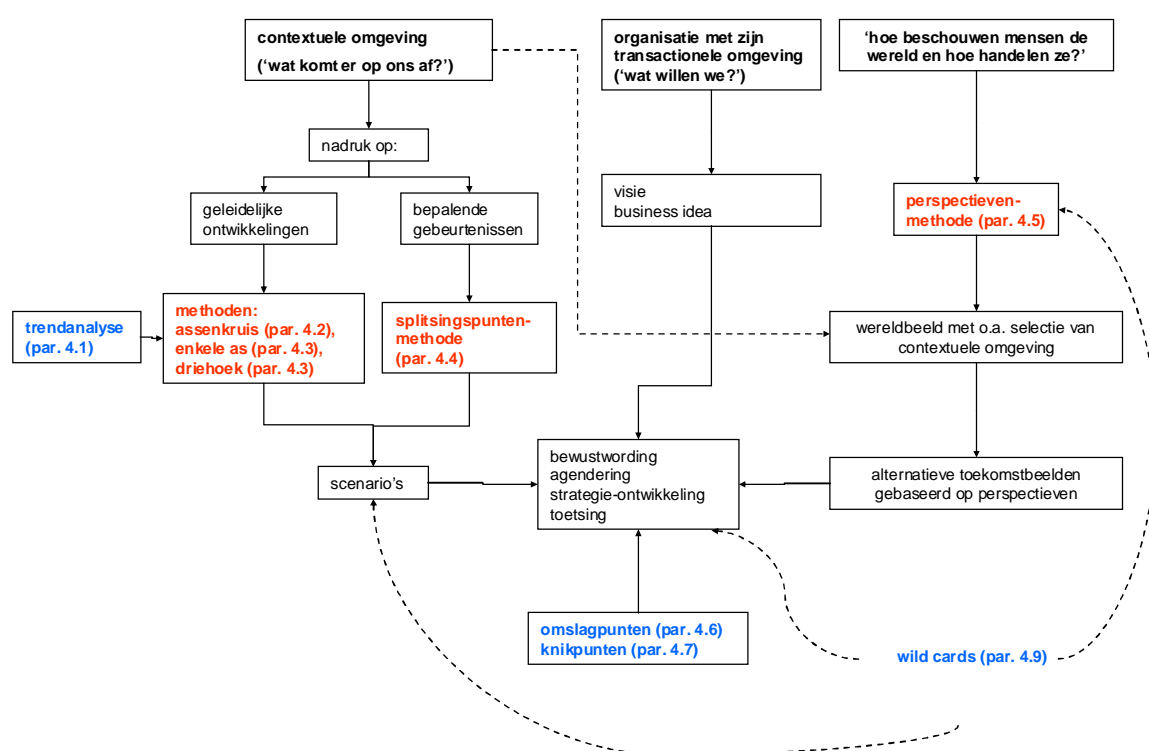 contextuele omgeving
(‘wat komt er op ons af?’)
organisatie met zijn
transactionele omgeving
(‘wat willen we?’)
‘hoe beschouwen mensen de
wereld en hoe handelen ze?’
nadruk op:
geleidelijke
ontwikkelingen
bepalende
gebeurtenissen
visie
business idea
perspectieven-
methode (par. 4.5)
trendanalyse
(par. 4.1)
methoden:
assenkruis (par. 4.2),
enkele as (par. 4.3),
driehoek (par. 4.3)
splitsingspunten-
methode
(par. 4.4)
wereldbeeld met o.a. selectie van
contextuele omgeving
scenario’s
bewustwording
agendering
strategie-ontwikkeling
toetsing
alternatieve toekomstbeelden
gebaseerd op perspectieven
omslagpunten (par. 4.6)
knikpunten (par. 4.7)
wild cards (par. 4.9)